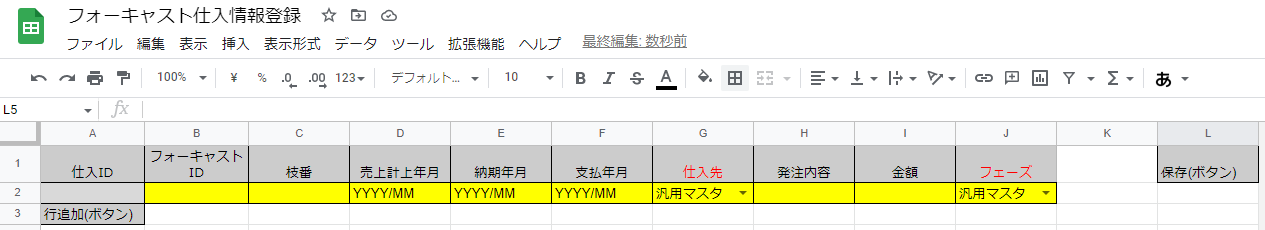 フォーキャスト仕入情報登録
ファイル 編集 表示 挿入 表示形式 データ ツール 拡張機能 ヘルプ 最終編集: 数秒前
100% ¥ % .0 .00 123 デフォルト... 10 B I S A あ
L5 fx
A B C D E F G H I J K L
1 仕入ID フォーキャスト
ID 枝番 売上計上年月 納期年月 支払年月 仕入先 発注内容 金額 フェーズ 保存(ボタン)
2 YYYY/MM YYYY/MM YYYY/MM 汎用マスタ 汎用マスタ
3 行追加(ボタン)